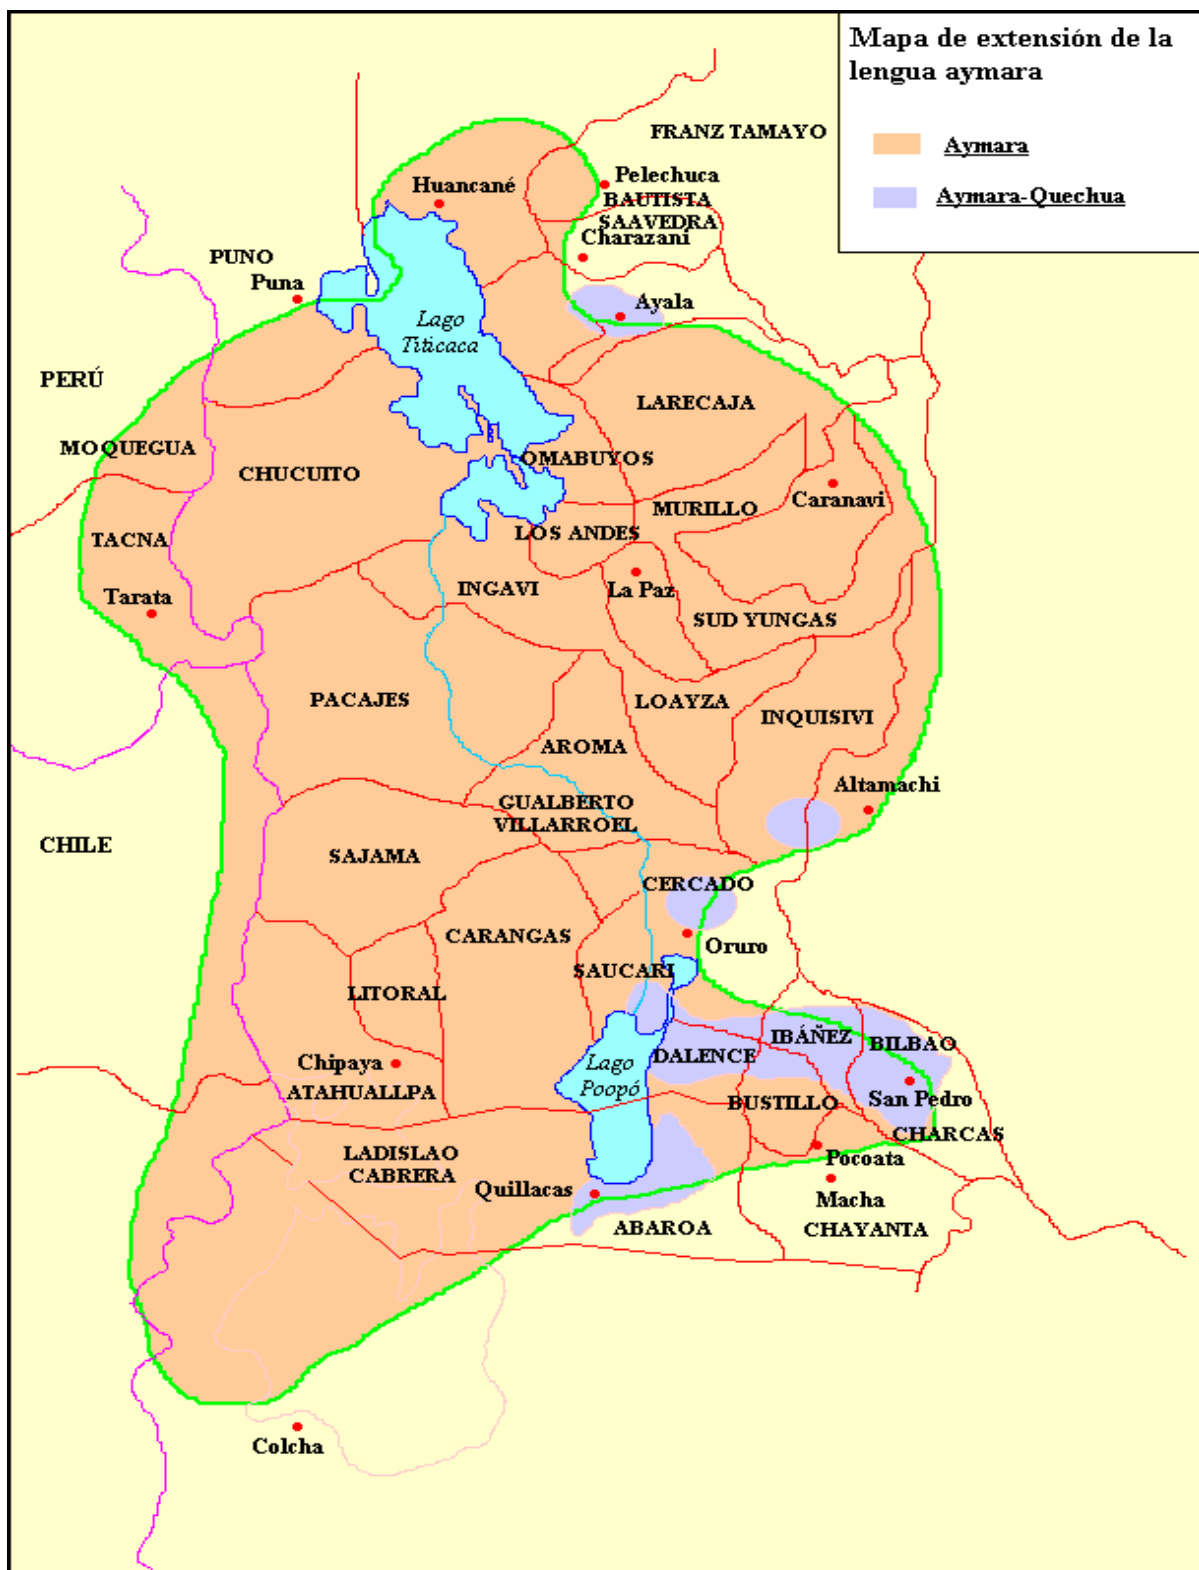 Mapa de extensión de la
lengua aymara
Aymara
Aymara-Quechua
FRANZ TAMAYO
Pelechuca
Huancané
BAUTISTA
SAAVEDRA
Charazani
PUNO
Puna
Ayala
Lago
Titicaca
PERÚ
LARECAJA
MOQUEGUA
CHUCUITO
OMABUYOS
Caranavi
MURILLO
TACNA
LOS ANDES
INGAVI
La Paz
Tarata
SUD YUNGAS
PACAJES
LOAYZA
INQUISIVI
AROMA
Altamachi
GUALBERTO
VILLARROEL
CHILE
SAJAMA
CERCADO
CARANGAS
Oruro
SAUCARI
LITORAL
IBÁÑEZ
BILBAO
DALENCE
Chipaya
Lago
Poopó
ATAHUALLPA
San Pedro
BUSTILLO
CHARCAS
LADISLAO
CABRERA
Pocoata
Quillacas
Macha
ABAROA
CHAYANTA
Colcha